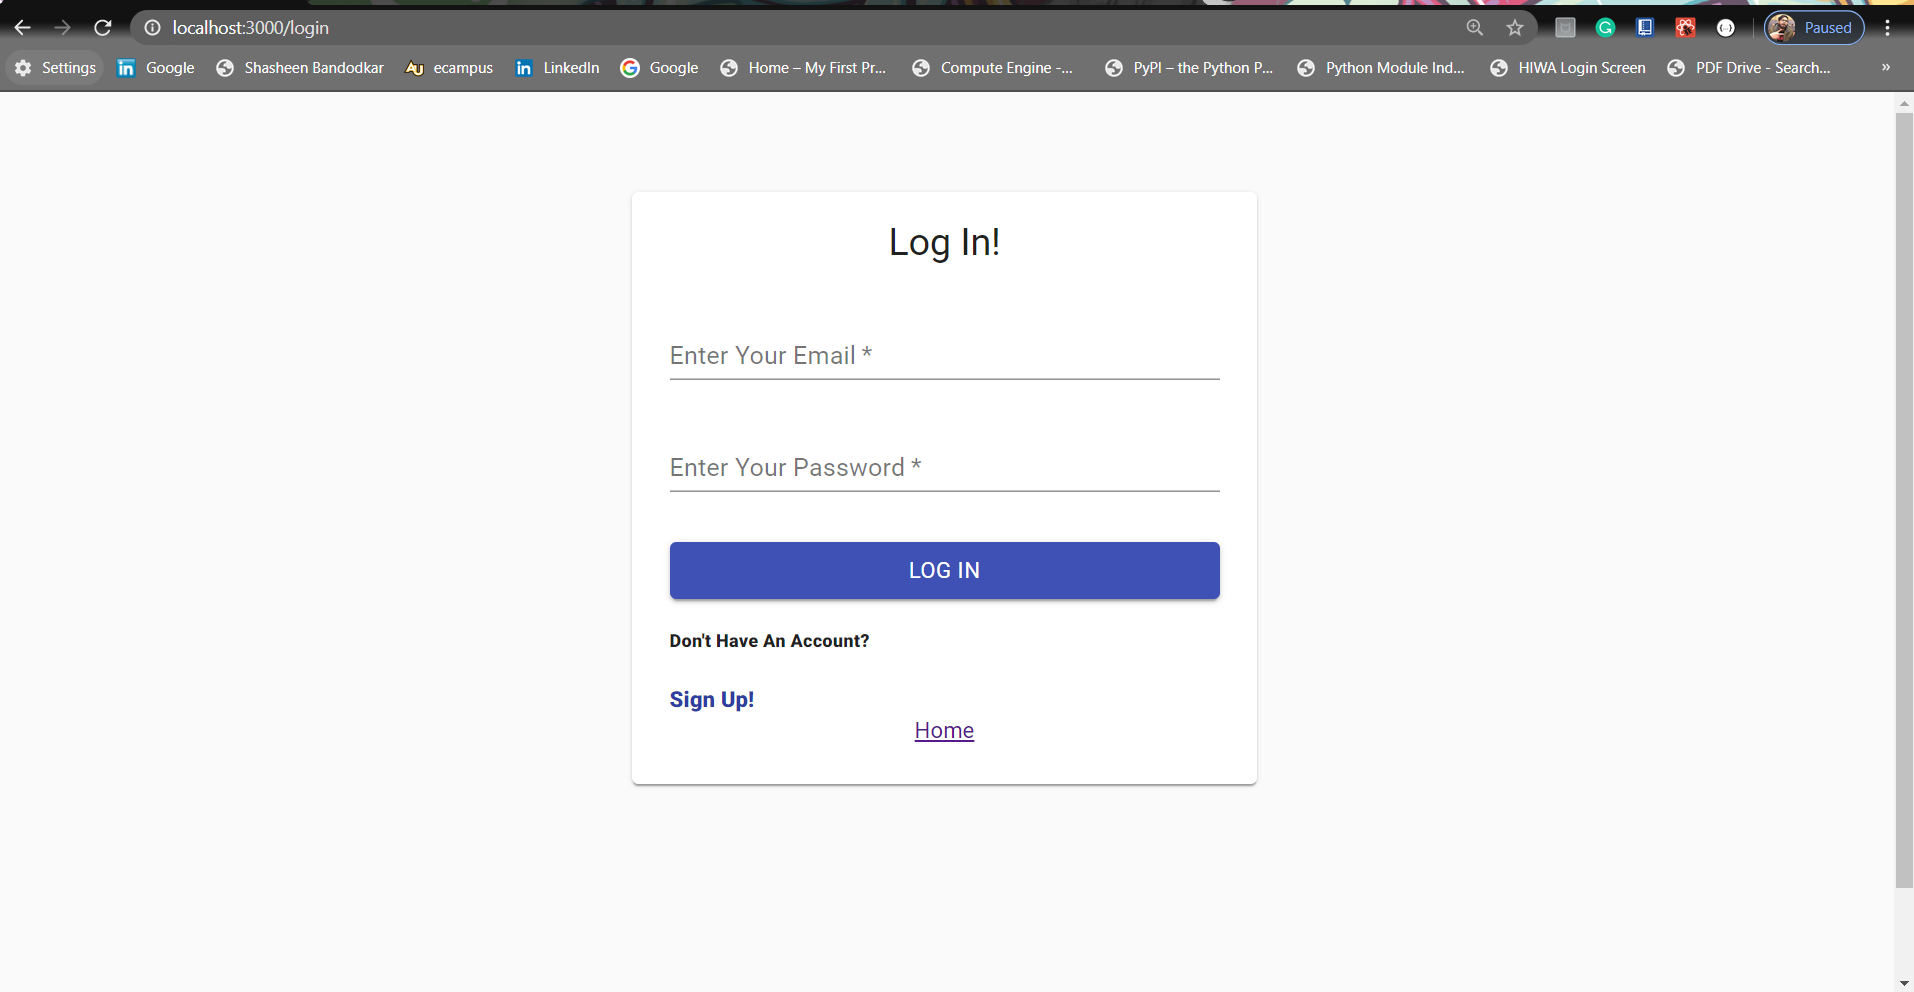 localhost:3000/login
Paused
Settings Google Shasheen Bandodkar ecampus LinkedIn Google Home – My First Pr... Compute Engine -... PyPI – the Python P... Python Module Ind... HIWA Login Screen PDF Drive - Search... »
Log In!
Enter Your Email *
Enter Your Password *
LOG IN
Don't Have An Account?
Sign Up!
Home